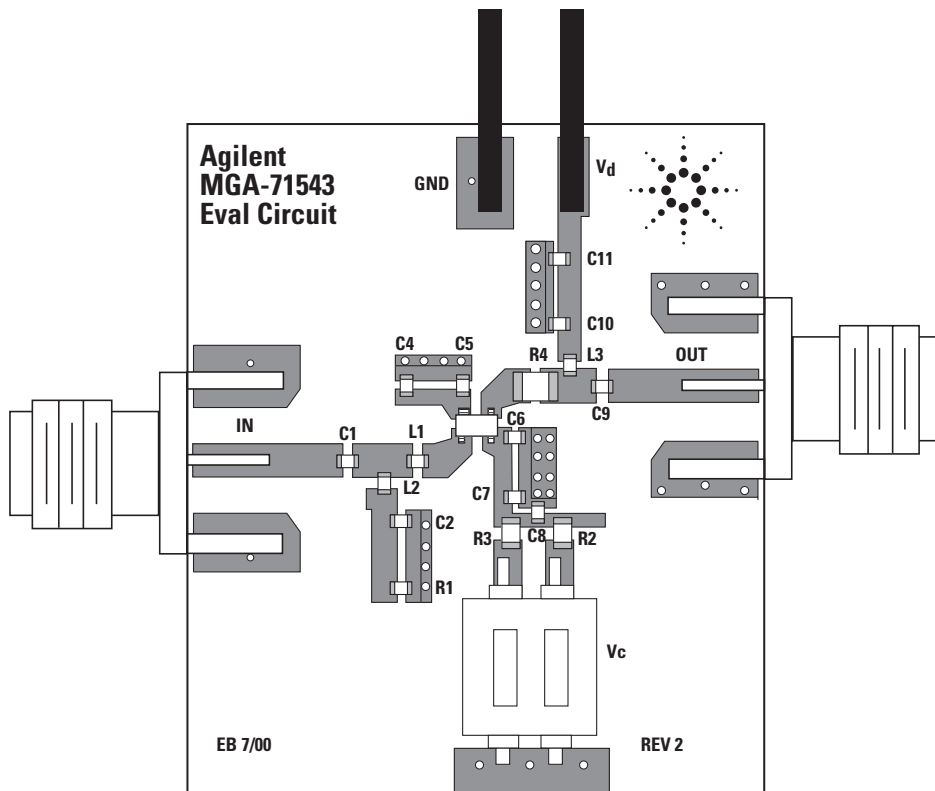 Agilent
MGA-71543
Eval Circuit
GND
Vd
C11
C10
C4 C5
R4 L3 OUT
C9
IN
C1 L1
C6
L2
C7
C2
R3 C8 R2
R1
Vc
EB 7/00
REV 2